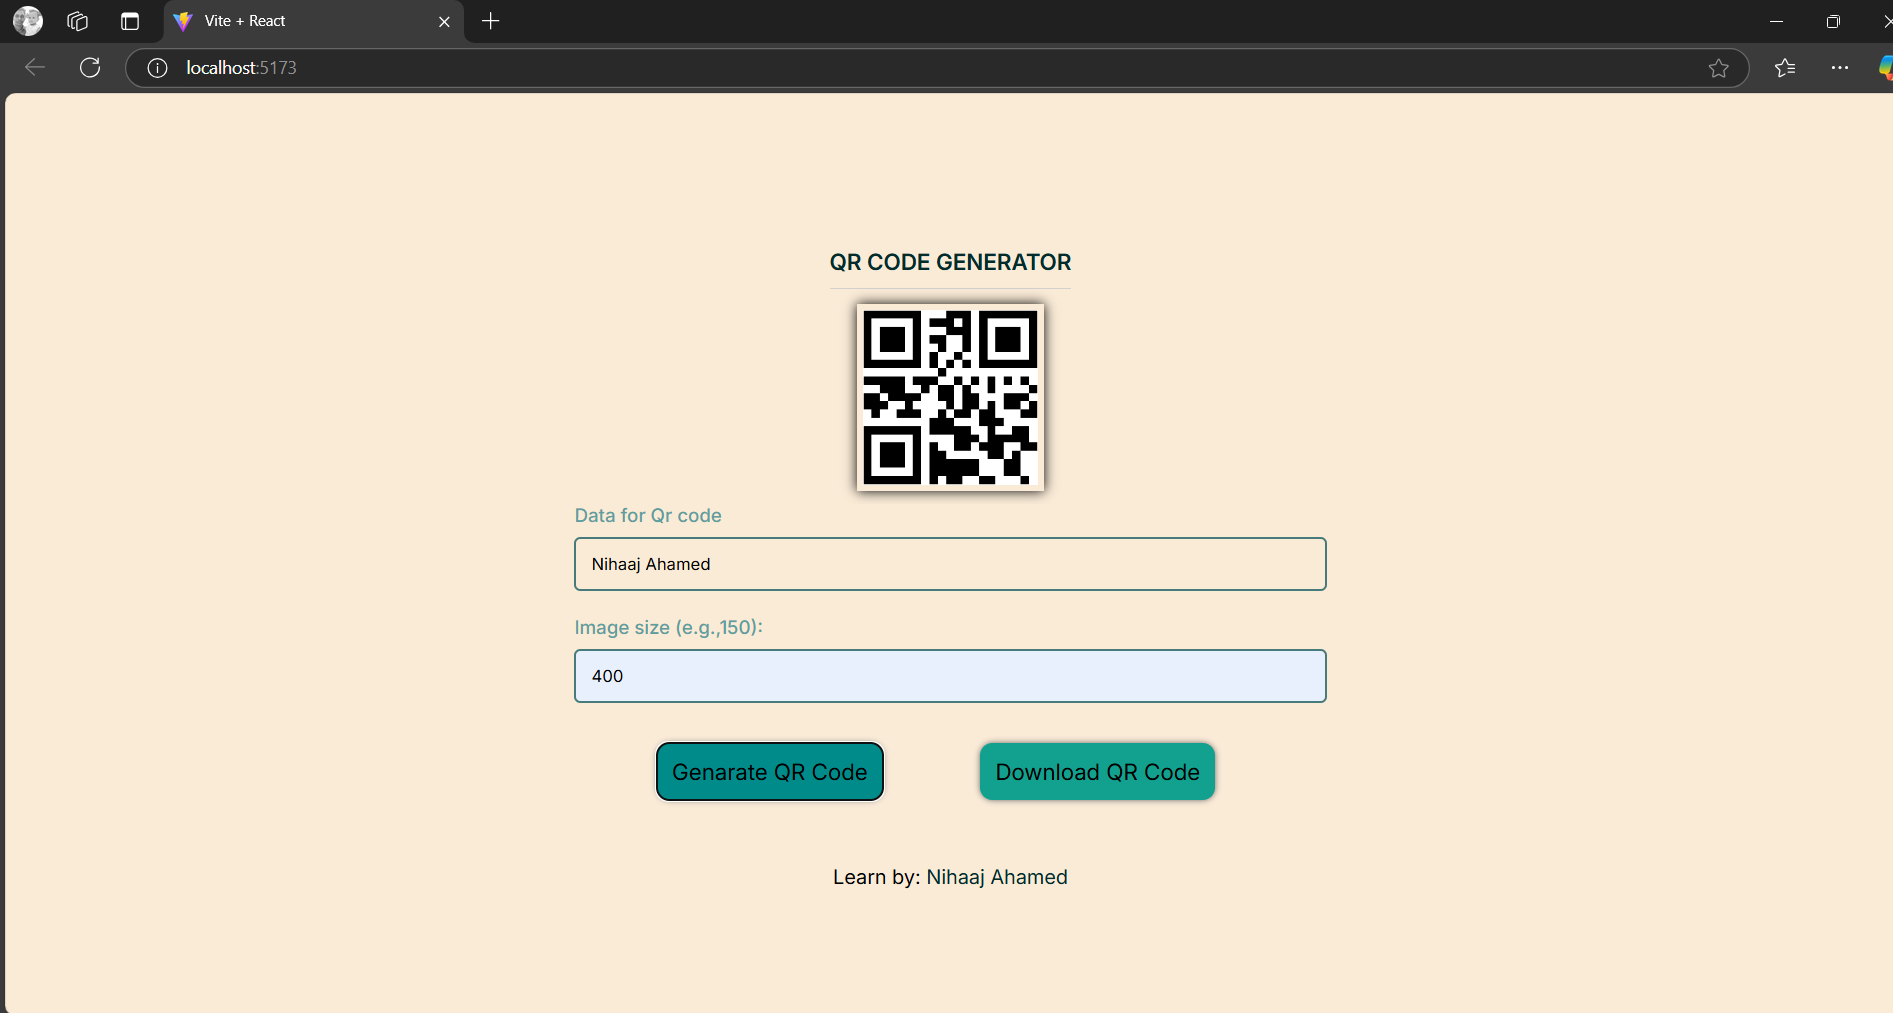 Vite + React
localhost:5173
QR CODE GENERATOR
Data for Qr code
Nihaaj Ahamed
Image size (e.g.,150):
400
Genarate QR Code
Download QR Code
Learn by: Nihaaj Ahamed